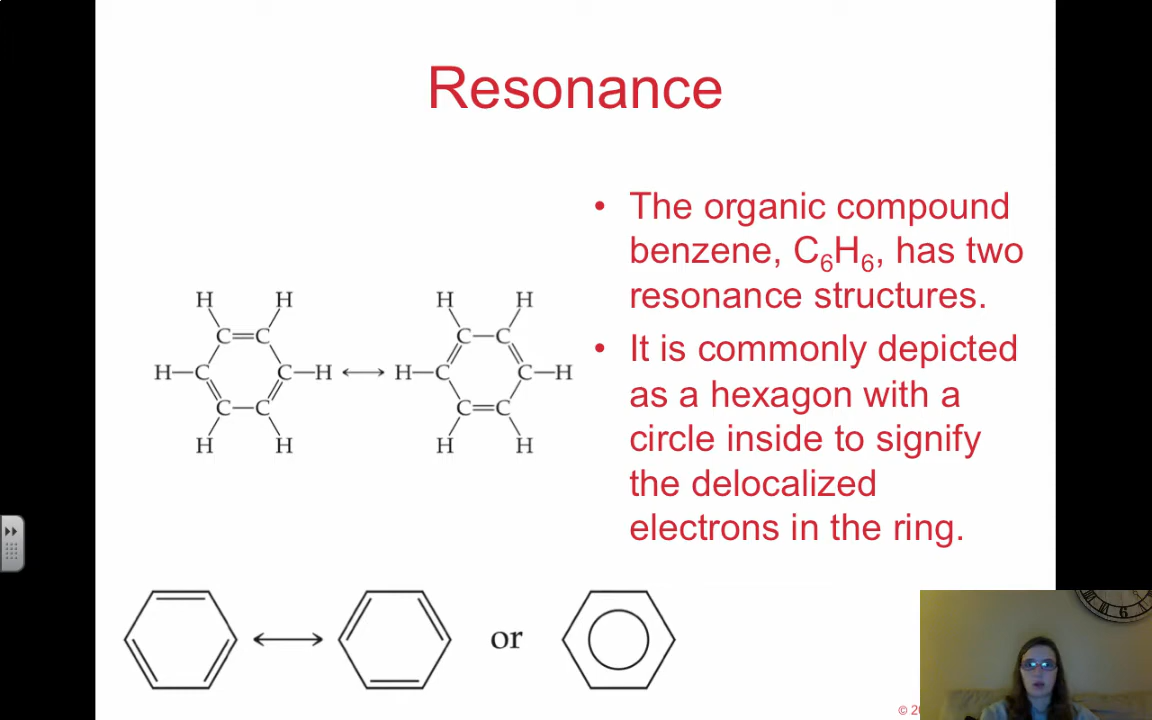 Resonance
• The organic compound
benzene, C₆H₆, has two
resonance structures.
• It is commonly depicted
as a hexagon with a
circle inside to signify
the delocalized
electrons in the ring.
H H H H
C=C C–C
H–C C–H ↔ H–C C–H
C–C C=C
H H H H
or
©
6